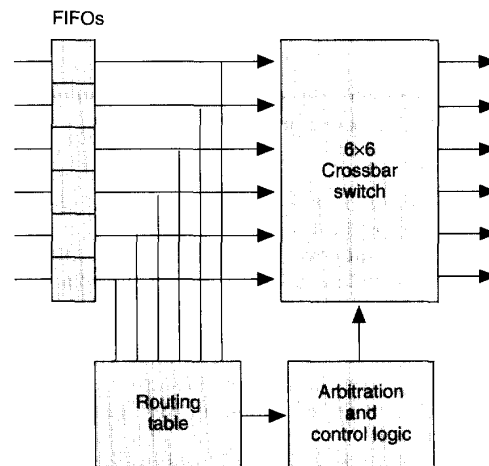 FIFOs
6×6
Crossbar
switch
Routing
table
Arbitration
and
control logic